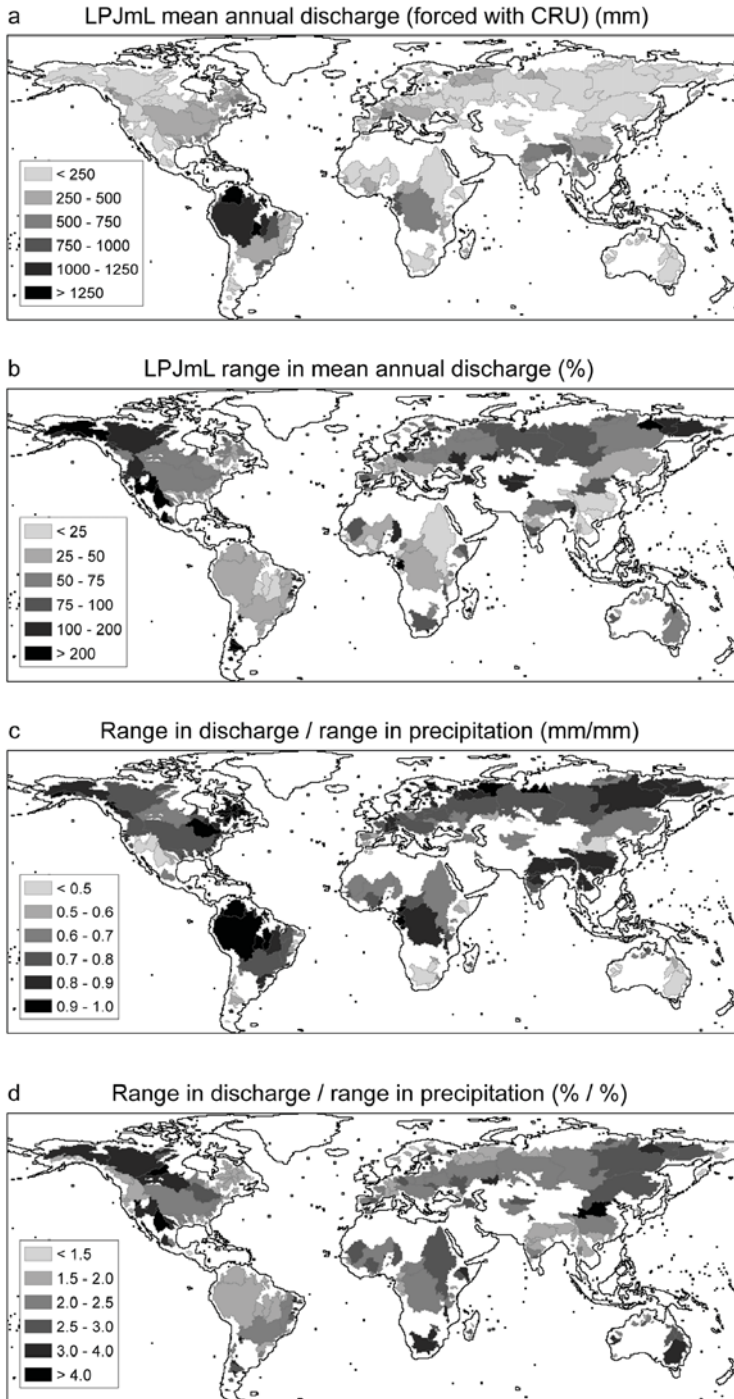 a LPJmL mean annual discharge (forced with CRU) (mm)
< 250
250 - 500
500 - 750
750 - 1000
1000 - 1250
> 1250
b LPJmL range in mean annual discharge (%)
< 25
25 - 50
50 - 75
75 - 100
100 - 200
> 200
c Range in discharge / range in precipitation (mm/mm)
< 0.5
0.5 - 0.6
0.6 - 0.7
0.7 - 0.8
0.8 - 0.9
0.9 - 1.0
d Range in discharge / range in precipitation (% / %)
< 1.5
1.5 - 2.0
2.0 - 2.5
2.5 - 3.0
3.0 - 4.0
> 4.0